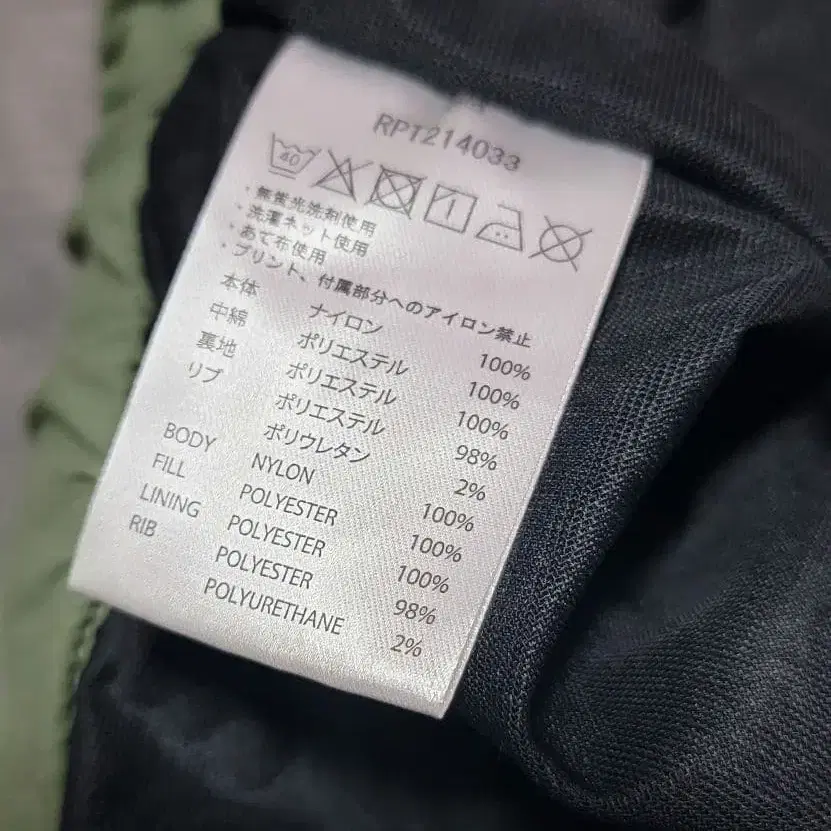 RPT214033
40
・無蛍光洗剤使用
・洗濯ネット使用
・あて布使用
・プリント、付属部分へのアイロン禁止
本体 ナイロン 100%
中綿 ポリエステル 100%
裏地 ポリエステル 100%
リブ ポリエステル 98%
ポリウレタン 2%
BODY NYLON 100%
FILL POLYESTER 100%
LINING POLYESTER 100%
RIB POLYESTER 98%
POLYURETHANE 2%